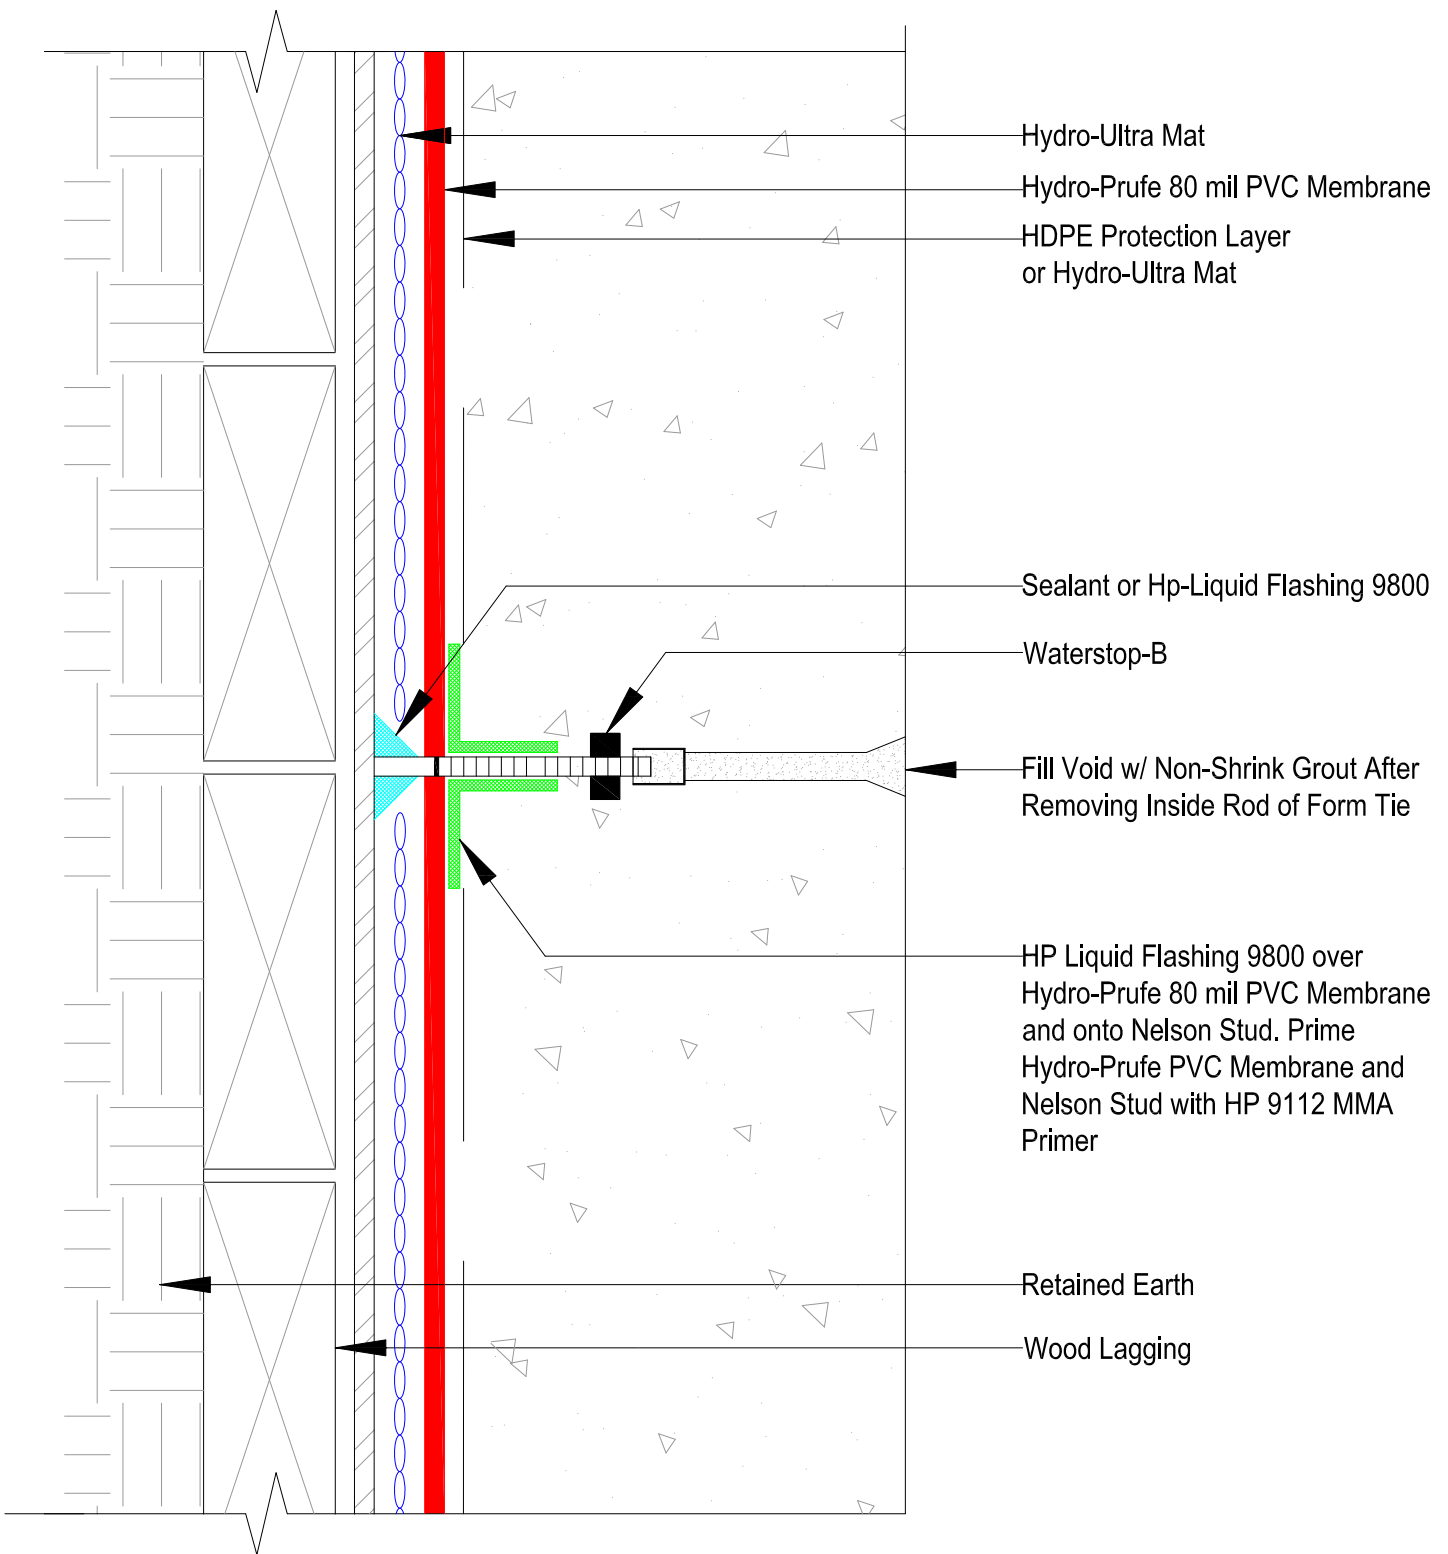 Hydro-Ultra Mat
Hydro-Prufe 80 mil PVC Membrane
HDPE Protection Layer
or Hydro-Ultra Mat
Sealant or Hp-Liquid Flashing 9800
Waterstop-B
Fill Void w/ Non-Shrink Grout After
Removing Inside Rod of Form Tie
HP Liquid Flashing 9800 over
Hydro-Prufe 80 mil PVC Membrane
and onto Nelson Stud. Prime
Hydro-Prufe PVC Membrane and
Nelson Stud with HP 9112 MMA
Primer
Retained Earth
Wood Lagging